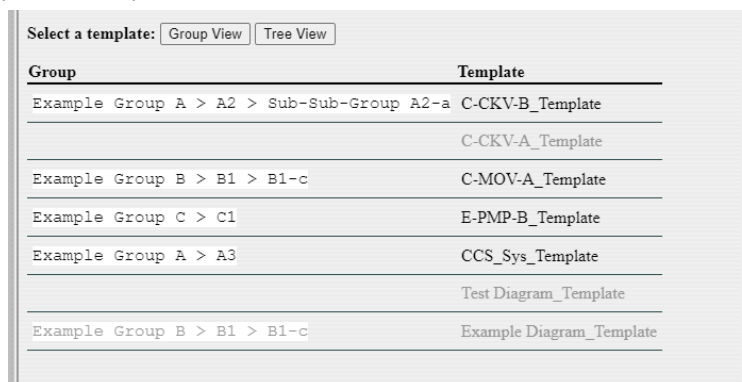 Select a template: Group View Tree View
Group Template
Example Group A > A2 > Sub-Sub-Group A2-a C-CKV-B_Template
C-CKV-A_Template
Example Group B > B1 > B1-c C-MOV-A_Template
Example Group C > C1 E-PMP-B_Template
Example Group A > A3 CCS_Sys_Template
Test Diagram_Template
Example Group B > B1 > B1-c Example Diagram_Template